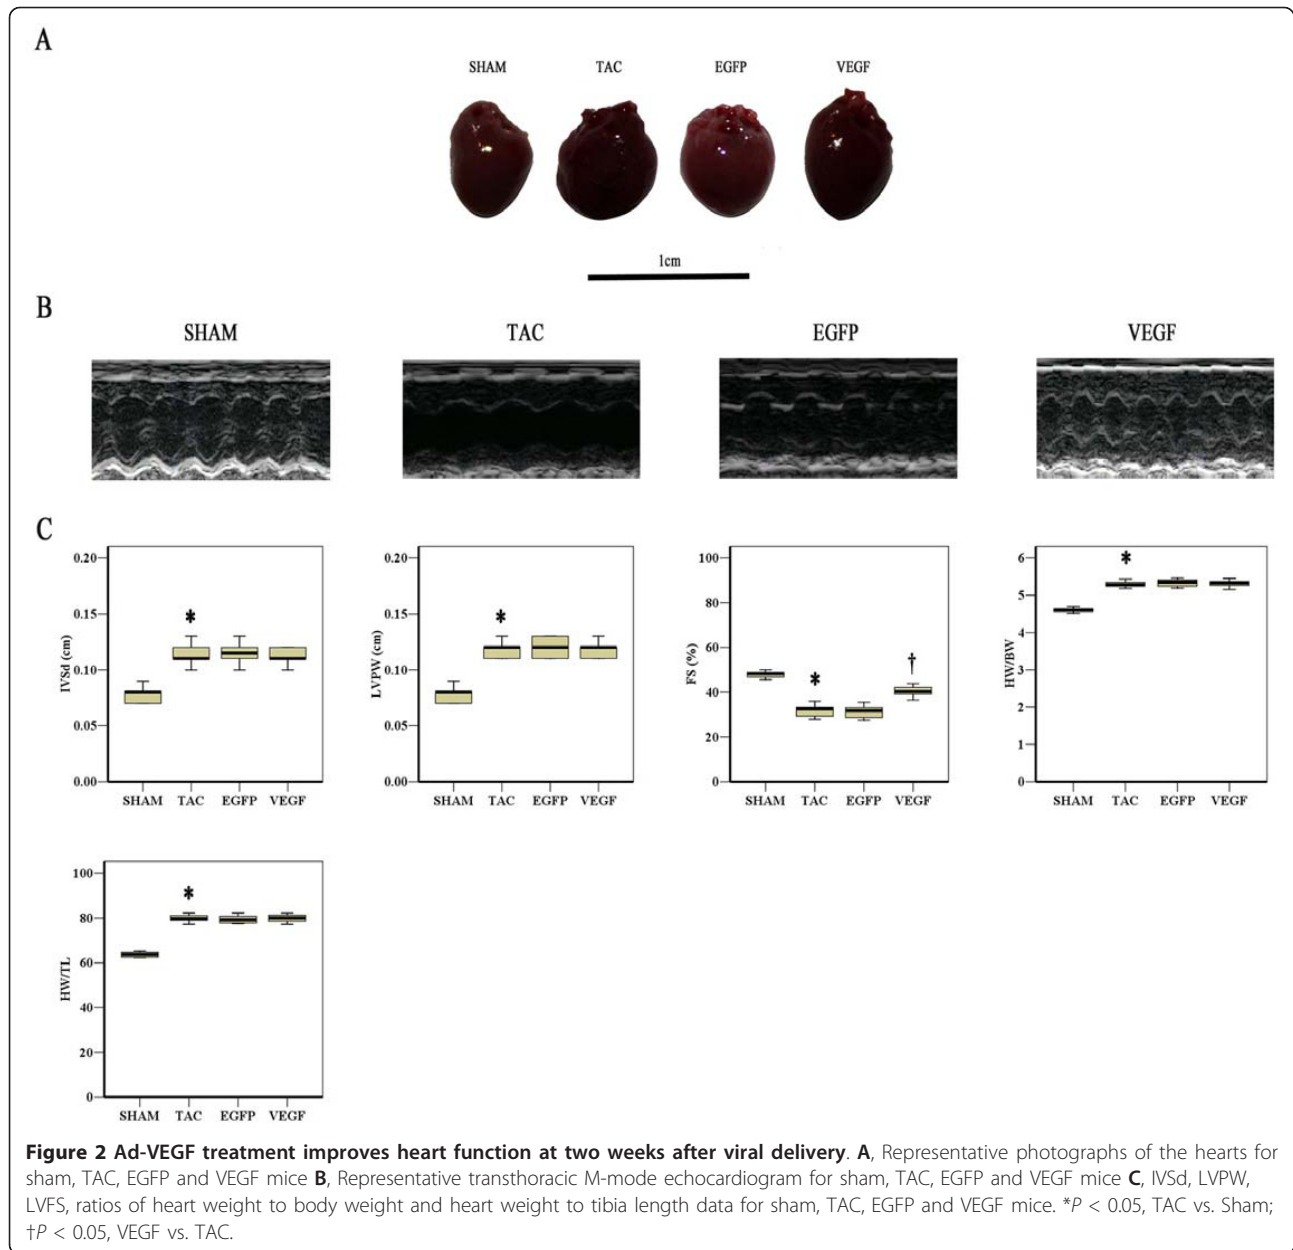 A
SHAM TAC EGFP VEGF
1cm
B
SHAM TAC EGFP VEGF
C
0.20
0.15
0.10
0.05
0.00
IVSd (cm)
*
SHAM TAC EGFP VEGF
0.20
0.15
0.10
0.05
0.00
LVPW (cm)
*
SHAM TAC EGFP VEGF
100
80
60
40
20
0
FS (%)
*
†
SHAM TAC EGFP VEGF
6
5
4
3
2
1
0
HW/BW
*
SHAM TAC EGFP VEGF
100
80
60
40
20
0
HW/TL
*
SHAM TAC EGFP VEGF
Figure 2 Ad-VEGF treatment improves heart function at two weeks after viral delivery. A, Representative photographs of the hearts for
sham, TAC, EGFP and VEGF mice B, Representative transthoracic M-mode echocardiogram for sham, TAC, EGFP and VEGF mice C, IVSd, LVPW,
LVFS, ratios of heart weight to body weight and heart weight to tibia length data for sham, TAC, EGFP and VEGF mice. *P < 0.05, TAC vs. Sham;
†P < 0.05, VEGF vs. TAC.